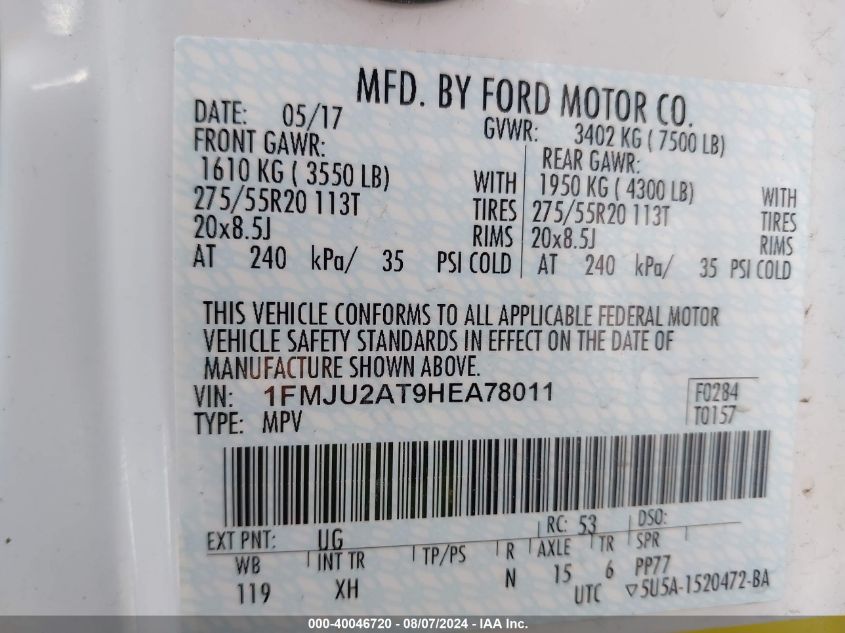 MFD. BY FORD MOTOR CO.
DATE: 05/17 GVWR: 3402 KG ( 7500 LB)
FRONT GAWR: REAR GAWR:
1610 KG ( 3550 LB) WITH 1950 KG ( 4300 LB) WITH
275/55R20 113T TIRES 275/55R20 113T TIRES
20x8.5J RIMS 20x8.5J RIMS
AT 240 kPa/ 35 PSI COLD AT 240 kPa/ 35 PSI COLD
THIS VEHICLE CONFORMS TO ALL APPLICABLE FEDERAL MOTOR
VEHICLE SAFETY STANDARDS IN EFFECT ON THE DATE OF
MANUFACTURE SHOWN ABOVE.
VIN: 1FMJU2AT9HEA78011 F0284
TYPE: MPV T0157
EXT PNT: UG RC: 53 DSO:
WB INT TR TP/PS R AXLE TR SPR
119 XH N 15 6 PP77
UTC ▽5U5A-1520472-BA
000-40046720 - 08/07/2024 - IAA Inc.